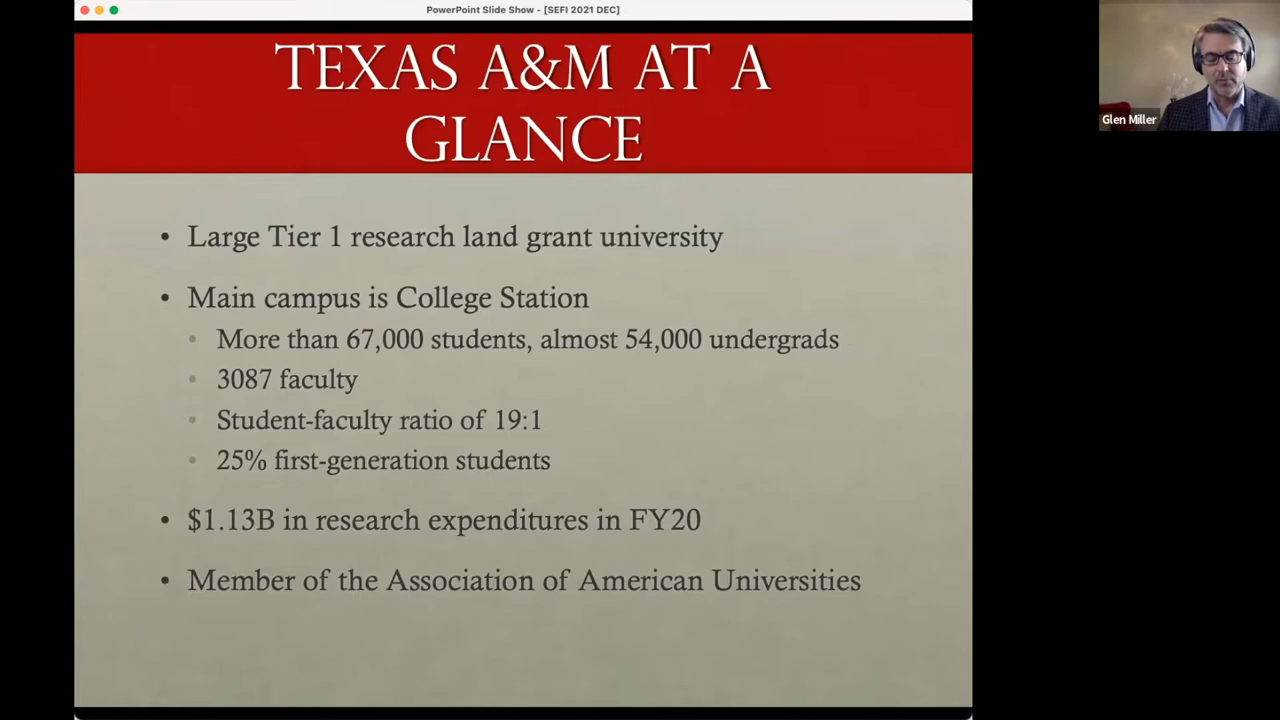 PowerPoint Slide Show - [SEFI 2021 DEC]
TEXAS A&M AT A
GLANCE
Glen Miller
• Large Tier 1 research land grant university
• Main campus is College Station
• More than 67,000 students, almost 54,000 undergrads
• 3087 faculty
• Student-faculty ratio of 19:1
• 25% first-generation students
• $1.13B in research expenditures in FY20
• Member of the Association of American Universities